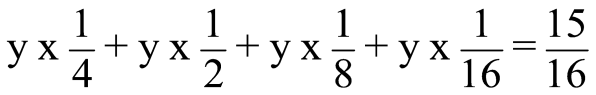 y x 1/4 + y x 1/2 + y x 1/8 + y x 1/16 = 15/16